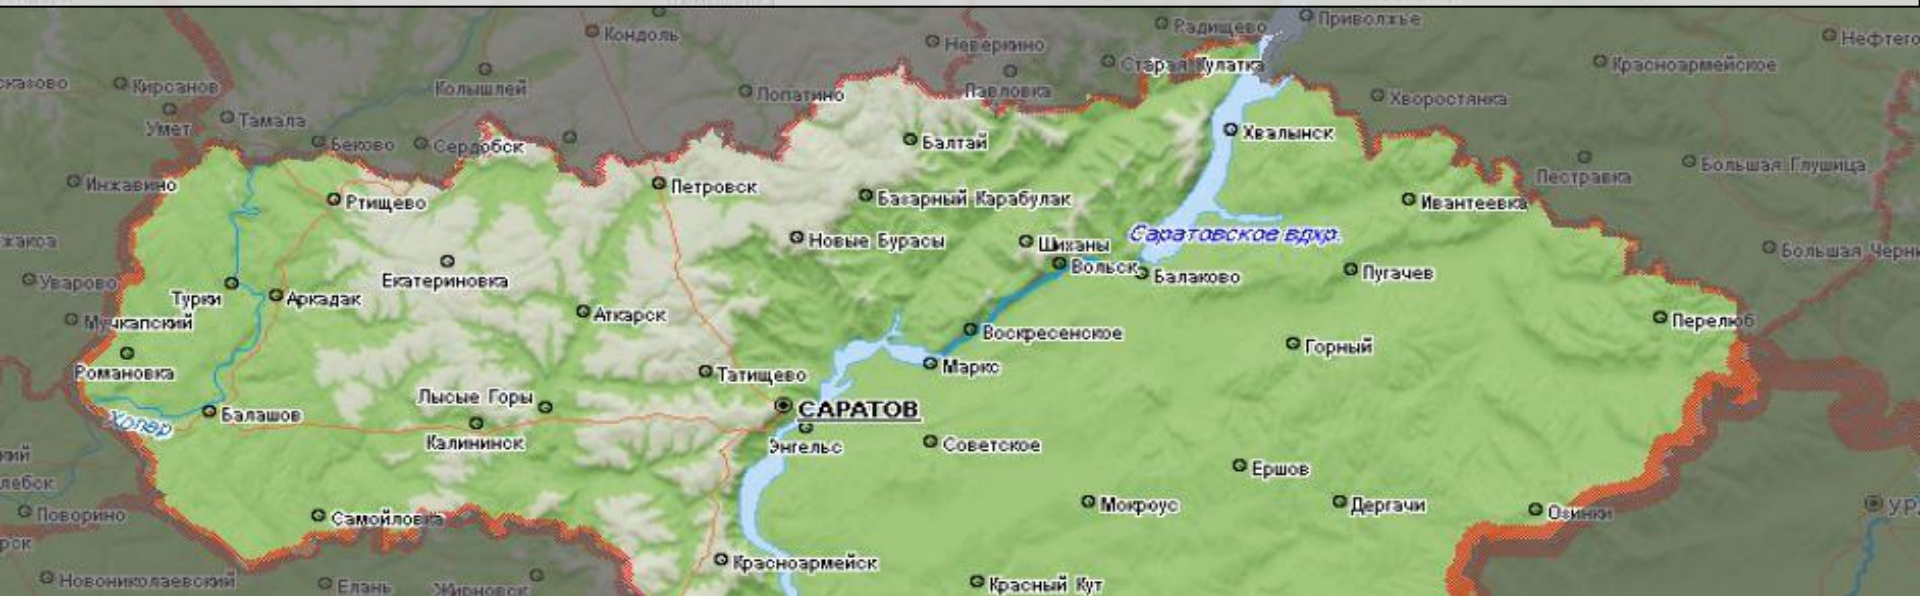 Радищево
Приволжье
Кондоль
Неверкино
Старая Кулатка
Красноармейское
Кирсанов
Колышлей
Лопатино
Павловка
Хворостянка
Умет
Тамала
Беково
Сердобск
Балтай
Хвалынск
Пестравка
Большая Глушица
Инжавино
Ртищево
Петровск
Базарный Карабулак
Ивантеевка
Новые Бурасы
Шиханы
Саратовское вдхр.
Уварово
Екатериновка
Вольск
Балаково
Пугачев
Турки
Аркадак
Аткарск
Мучкапский
Воскресенское
Перелюб
Романовка
Татищево
Маркс
Горный
Лысые Горы
САРАТОВ
Хопер
Балашов
Калининск
Энгельс
Советское
Ершов
Поворино
Самойловка
Мокроус
Дергачи
Озинки
Новониколаевский
Елань
Жирновск
Красноармейск
Красный Кут